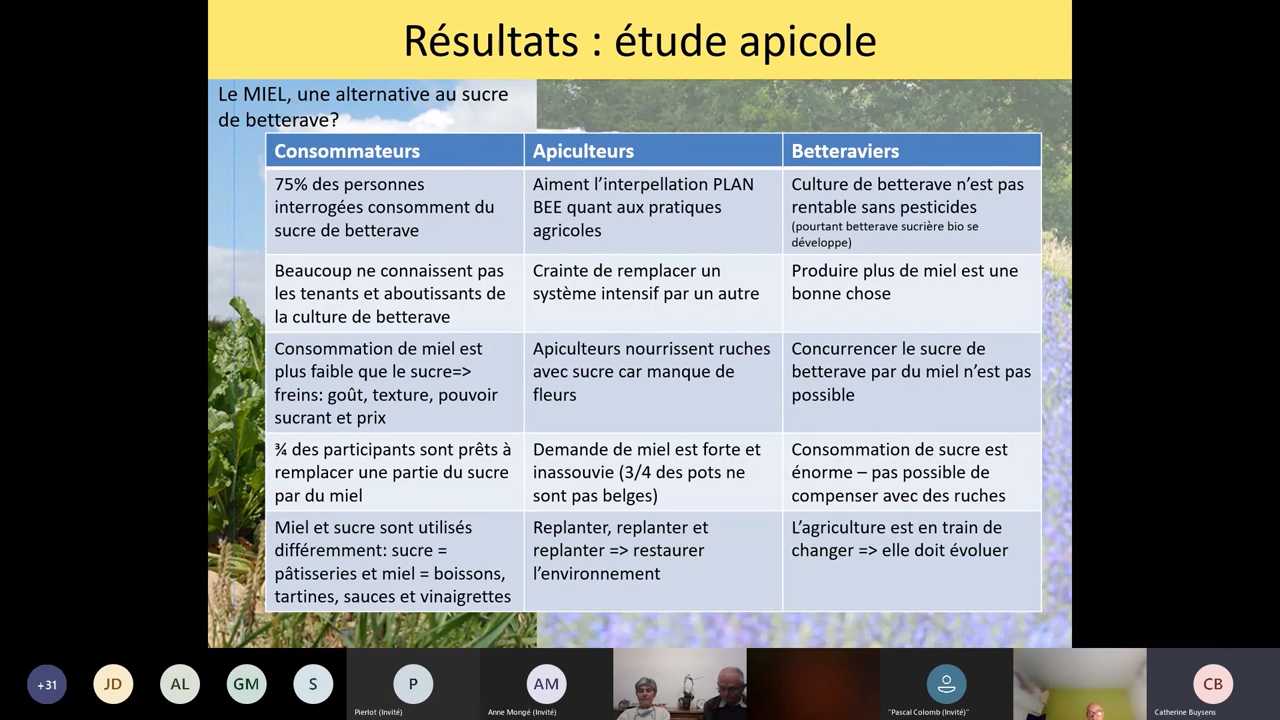 Résultats : étude apicole
Le MIEL, une alternative au sucre
de betterave?
Consommateurs
Apiculteurs
Betteraviers
75% des personnes
interrogées consomment du
sucre de betterave
Aiment l'interpellation PLAN
BEE quant aux pratiques
agricoles
Culture de betterave n'est pas
rentable sans pesticides
(pourtant betterave sucrière bio se
développe)
Beaucoup ne connaissent pas
les tenants et aboutissants de
la culture de betterave
Crainte de remplacer un
système intensif par un autre
Produire plus de miel est une
bonne chose
Consommation de miel est
plus faible que le sucre=>
freins: goût, texture, pouvoir
sucrant et prix
Apiculteurs nourrissent ruches
avec sucre car manque de
fleurs
Concurrencer le sucre de
betterave par du miel n'est pas
possible
¾ des participants sont prêts à
remplacer une partie du sucre
par du miel
Demande de miel est forte et
inassouvie (3/4 des pots ne
sont pas belges)
Consommation de sucre est
énorme – pas possible de
compenser avec des ruches
Miel et sucre sont utilisés
différemment: sucre =
pâtisseries et miel = boissons,
tartines, sauces et vinaigrettes
Replanter, replanter et
replanter => restaurer
l'environnement
L'agriculture est en train de
changer => elle doit évoluer
+31
JD
AL
GM
S
P
Pierlot (Invité)
AM
Anne Mongé (Invité)
"Pascal Colomb (Invité)"
CB
Catherine Buysens